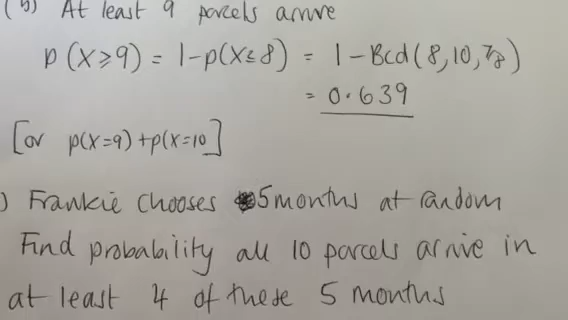 (b) At least 9 parcels arrive
P(X≥9) = 1-P(X≤8) = 1-Bcd(8,10,7/8)
= 0.639
[or P(X=9)+P(X=10]
) Frankie chooses 5 months at random
Find probability all 10 parcels arrive in
at least 4 of these 5 months